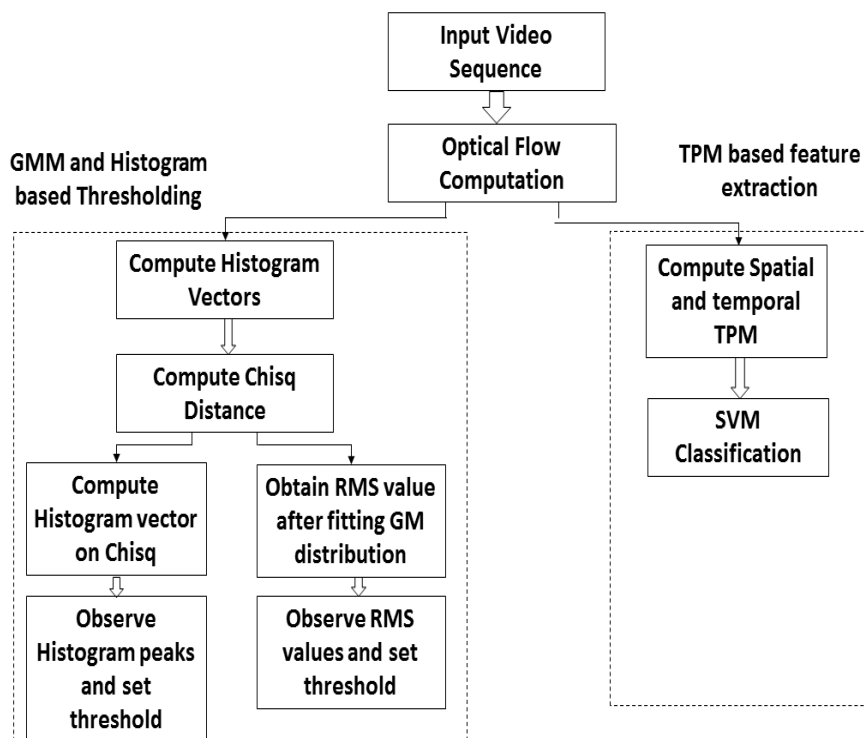 Input Video
Sequence
Optical Flow
Computation
GMM and Histogram
based Thresholding
TPM based feature
extraction
Compute Histogram
Vectors
Compute Spatial
and temporal
TPM
Compute Chisq
Distance
SVM
Classification
Compute
Histogram vector
on Chisq
Obtain RMS value
after fitting GM
distribution
Observe
Histogram peaks
and set
threshold
Observe RMS
values and set
threshold